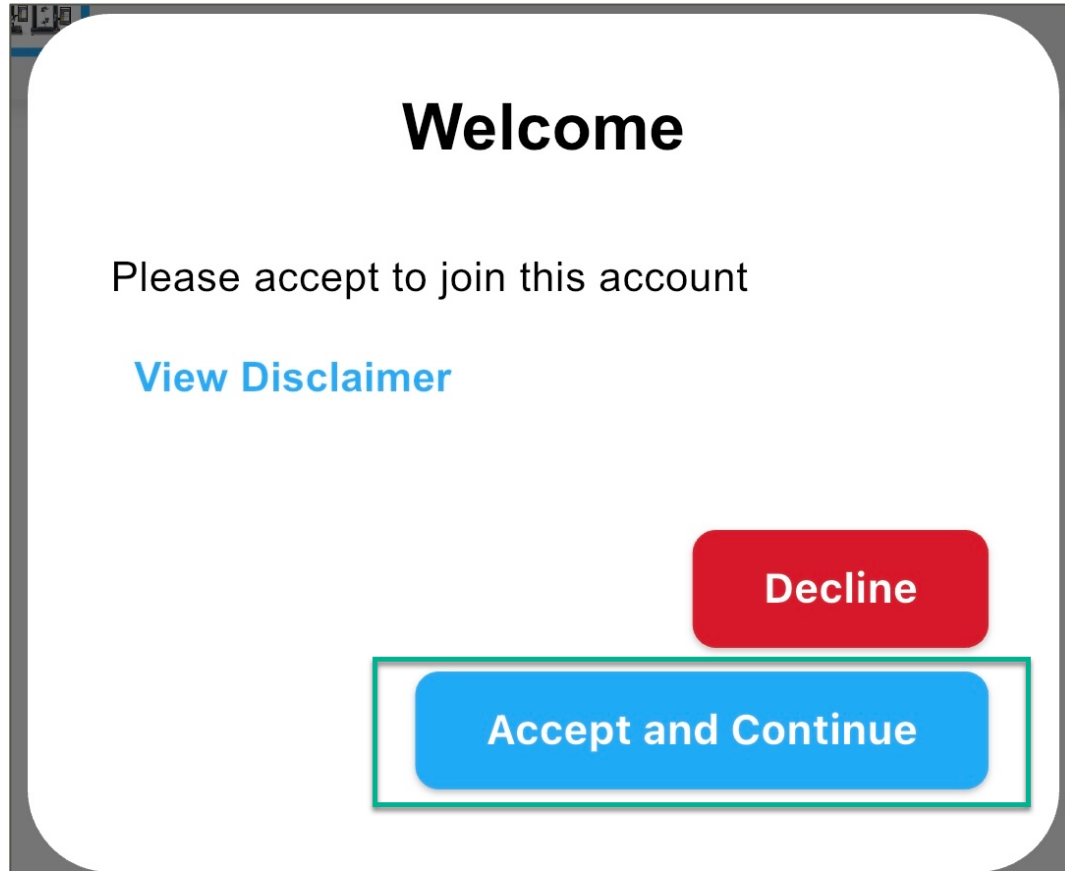 Welcome
Please accept to join this account
View Disclaimer
Decline
Accept and Continue